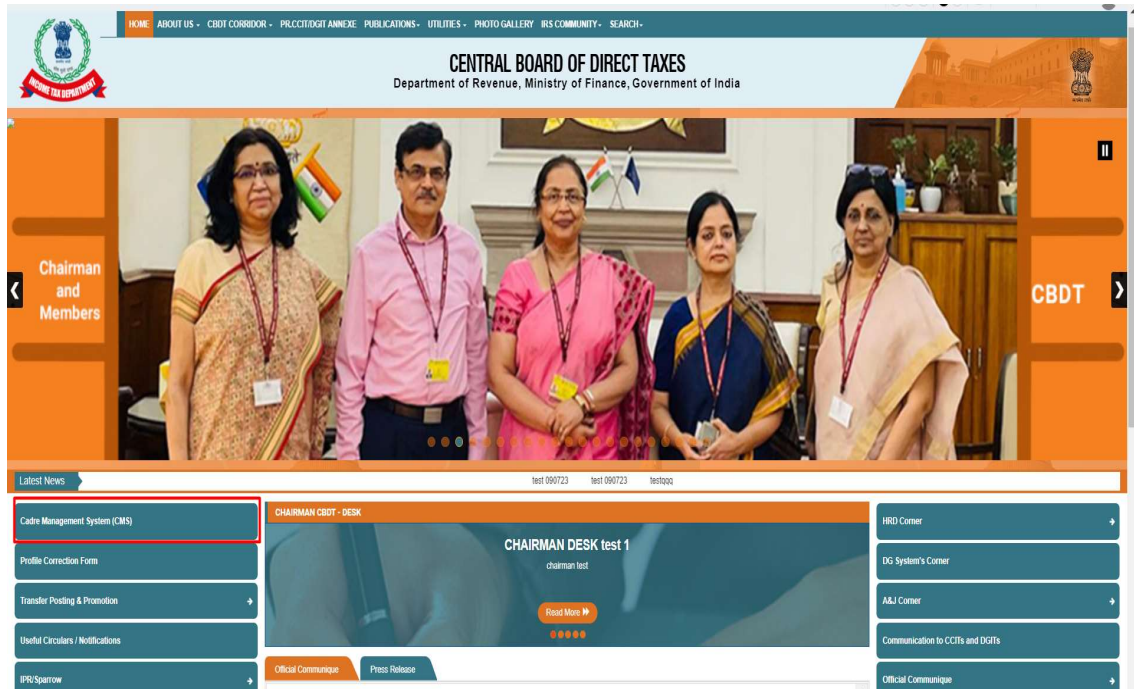 HOME ABOUT US CBDT CORRIDOR PR.CCIT/DGIT ANNEXE PUBLICATIONS UTILITIES PHOTO GALLERY IRS COMMUNITY SEARCH
INCOME TAX DEPARTMENT
CENTRAL BOARD OF DIRECT TAXES
Department of Revenue, Ministry of Finance, Government of India
Chairman
and
Members
CBDT
Latest News
test 090723 test 090723 testqqq
Cadre Management System (CMS)
Profile Correction Form
Transfer Posting & Promotion
Useful Circulars / Notifications
IPR/Sparrow
CHAIRMAN CBDT - DESK
CHAIRMAN DESK test 1
chairman test
Read More
Official Communique Press Release
HRD Corner
DG System's Corner
A&J Corner
Communication to CCITs and DGITs
Official Communique